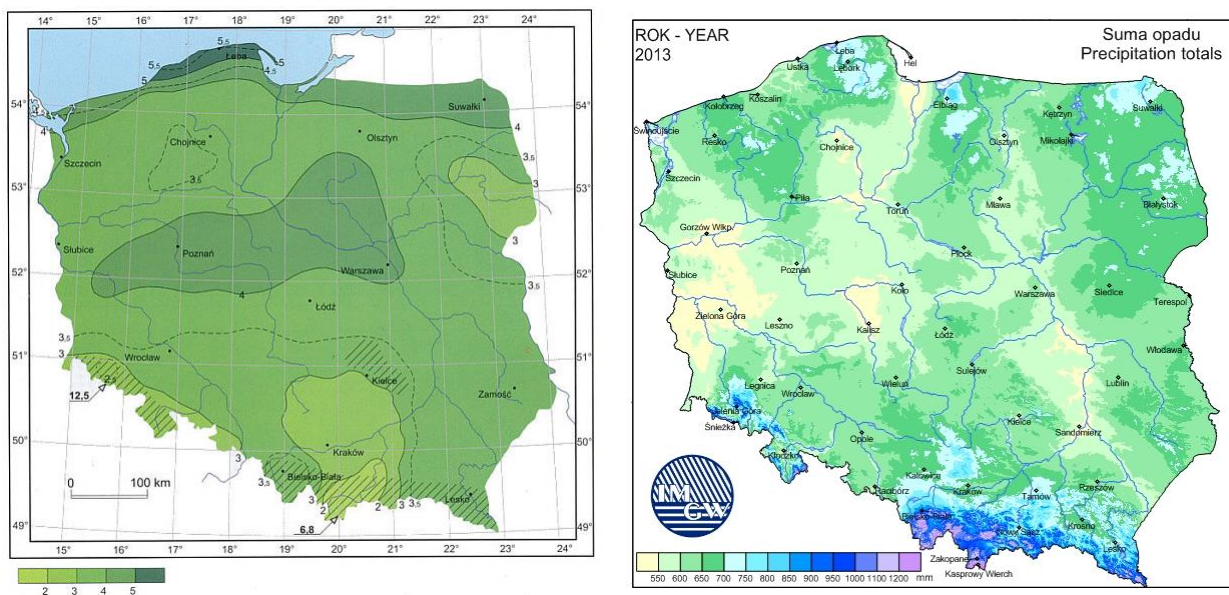 14° 15° 16° 17° 18° 19° 20° 21° 22° 23° 24°
5.5
Łeba
5
5
4.5
54°
4
Suwałki
54°
4
Olsztyn
Chojnice
3,5
3,5
Szczecin
53°
3
53°
Słubice
Poznań
3
52°
Warszawa
3,5
52°
4
Łódź
3,5
3
51°
Wrocław
51°
2
Kielce
12,5
Zamość
50°
3
Kraków
50°
3,5
Bielsko-Biała
3
2
2
3
3,5
Lesko
0 100 km
49°
6,8
49°
15° 16° 17° 18° 19° 20° 21° 22° 23° 24°
2 3 4 5
ROK - YEAR
2013
Suma opadu
Precipitation totals
Łeba
Ustka
Lębork
Hel
Kołobrzeg
Koszalin
Elbląg
Kętrzyn
Suwałki
Świnoujście
Resko
Chojnice
Olsztyn
Mikołajki
Szczecin
Piła
Toruń
Mława
Białystok
Gorzów Wlkp.
Płock
Słubice
Poznań
Koło
Warszawa
Siedlce
Terespol
Zielona Góra
Leszno
Kalisz
Łódź
Włodawa
Sulejów
Legnica
Wrocław
Wieluń
Lublin
Jelenia Góra
Śnieżka
Kielce
Sandomierz
Opole
Kłodzko
Katowice
Kraków
Tarnów
Rzeszów
Racibórz
Bielsko-Biała
Nowy Sącz
Krosno
Lesko
Zakopane
Kasprowy Wierch
IM
GW
550 600 650 700 750 800 850 900 950 1000 1100 1200 mm